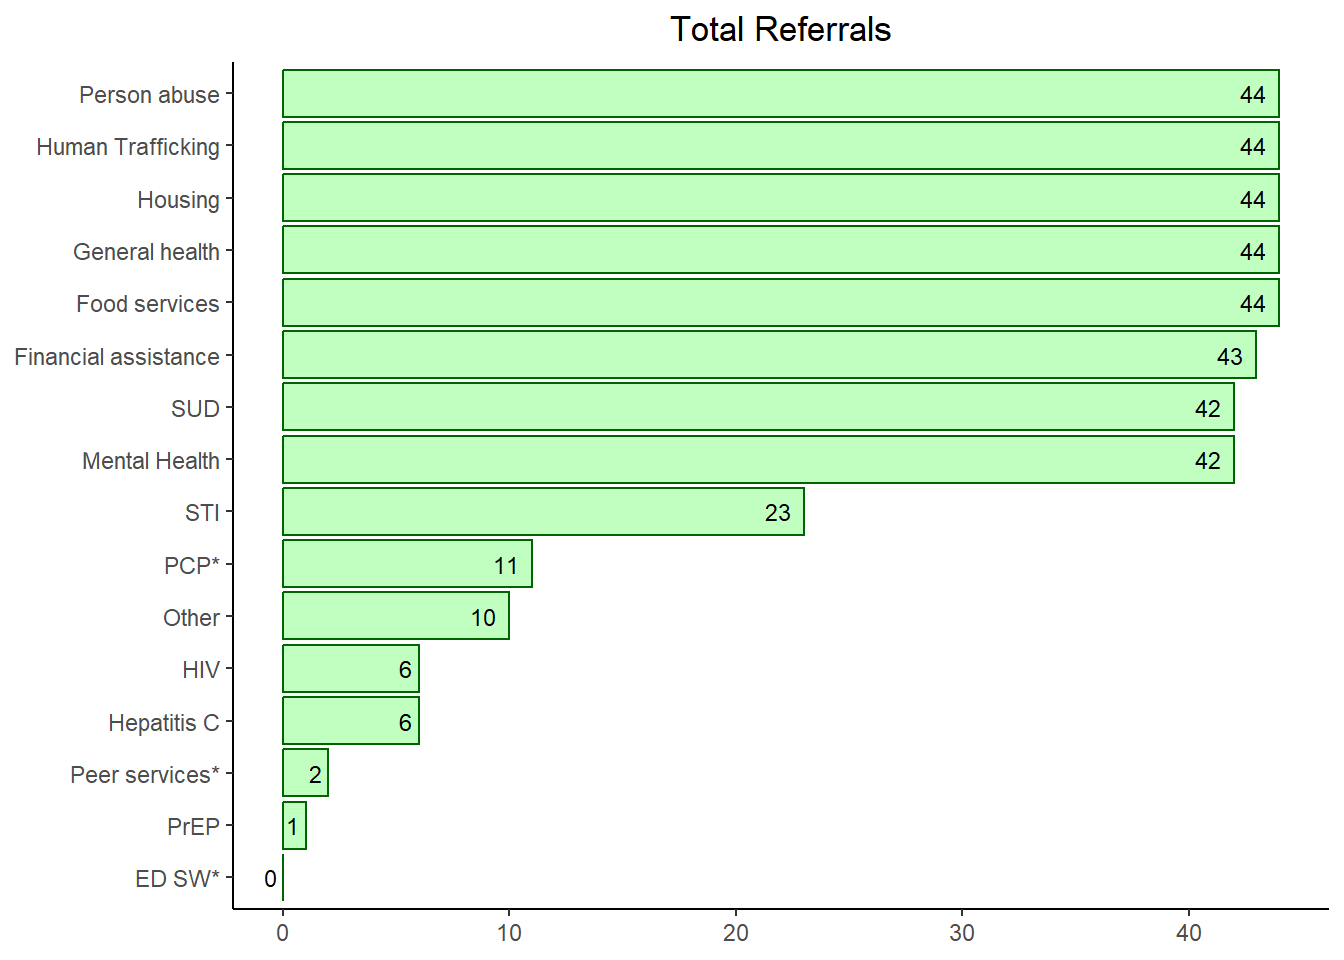 Total Referrals
Person abuse 44
Human Trafficking 44
Housing 44
General health 44
Food services 44
Financial assistance 43
SUD 42
Mental Health 42
STI 23
PCP* 11
Other 10
HIV 6
Hepatitis C 6
Peer services* 2
PrEP 1
ED SW* 0
0 10 20 30 40